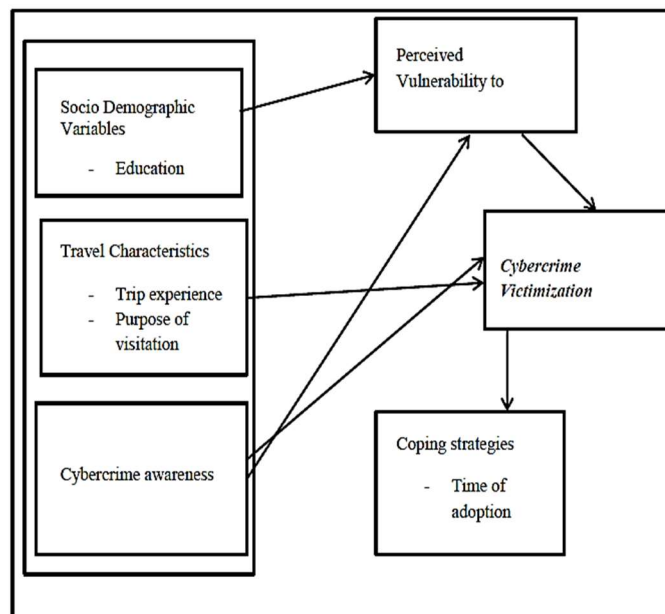 Socio Demographic
Variables
- Education
Travel Characteristics
- Trip experience
- Purpose of
visitation
Cybercrime awareness
Perceived
Vulnerability to
Cybercrime
Victimization
Coping strategies
- Time of
adoption